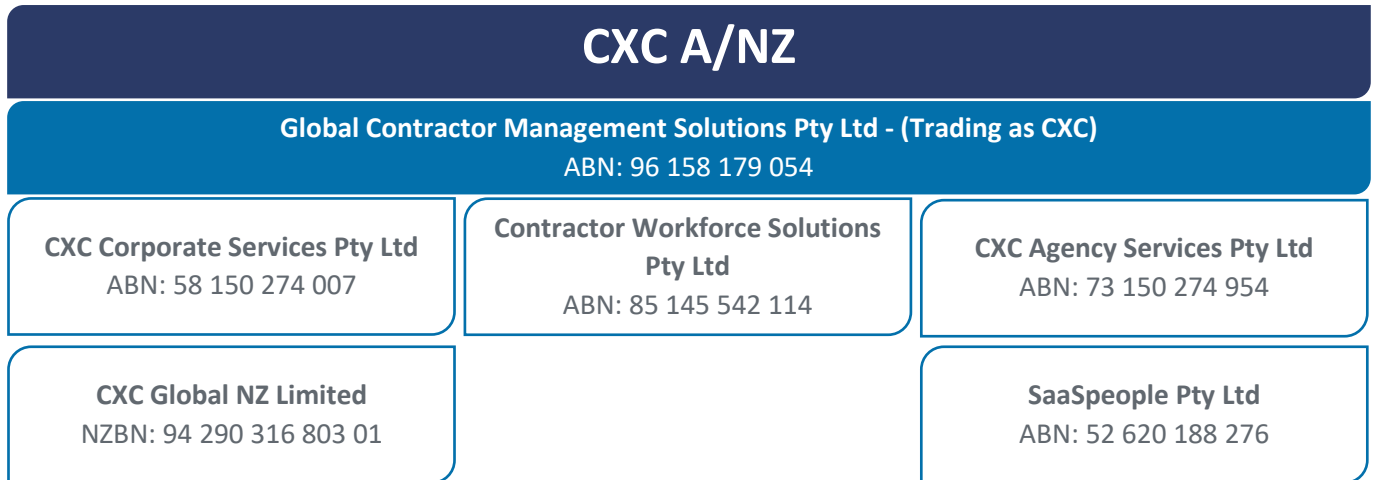 CXC A/NZ
Global Contractor Management Solutions Pty Ltd - (Trading as CXC)
ABN: 96 158 179 054
CXC Corporate Services Pty Ltd
ABN: 58 150 274 007
Contractor Workforce Solutions
Pty Ltd
ABN: 85 145 542 114
CXC Agency Services Pty Ltd
ABN: 73 150 274 954
CXC Global NZ Limited
NZBN: 94 290 316 803 01
SaaSpeople Pty Ltd
ABN: 52 620 188 276